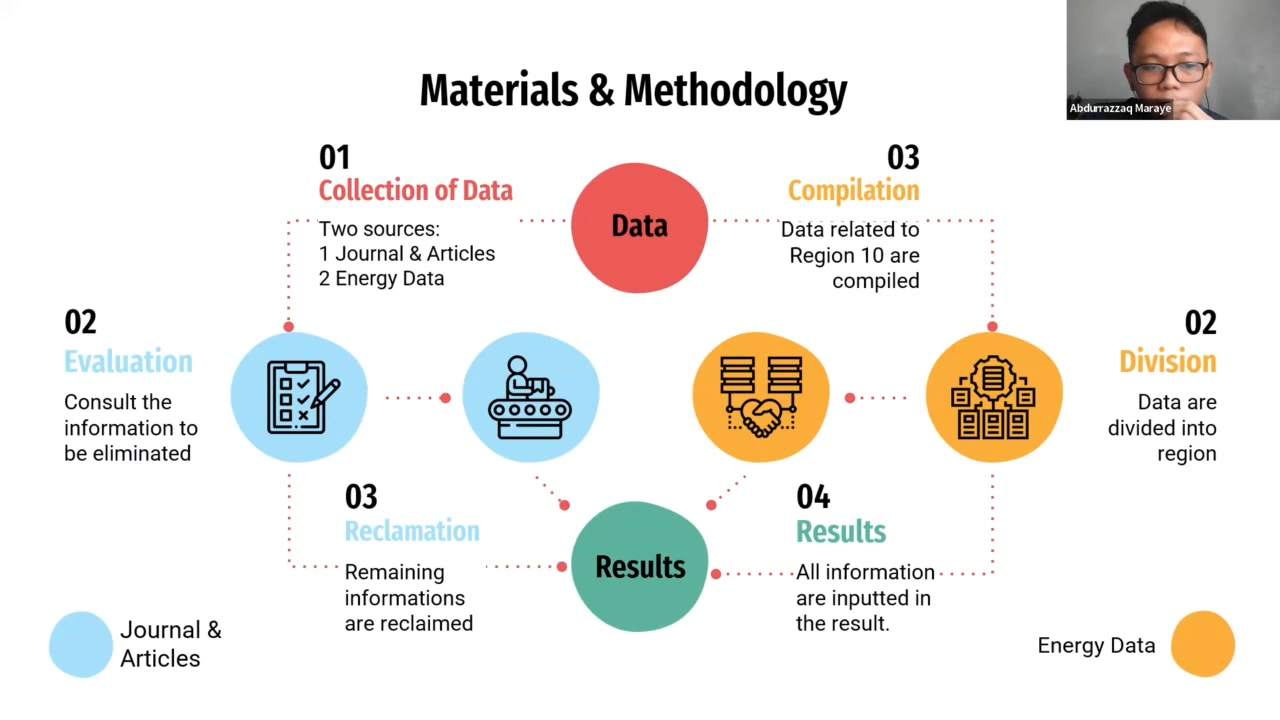 Materials & Methodology
Abdurrazzaq Maraye
01
Collection of Data
Two sources:
1 Journal & Articles
2 Energy Data
Data
03
Compilation
Data related to
Region 10 are
compiled
02
Evaluation
Consult the
information to
be eliminated
02
Division
Data are
divided into
region
03
Reclamation
Remaining
informations
are reclaimed
Results
04
Results
All information
are inputted in
the result.
Journal &
Articles
Energy Data